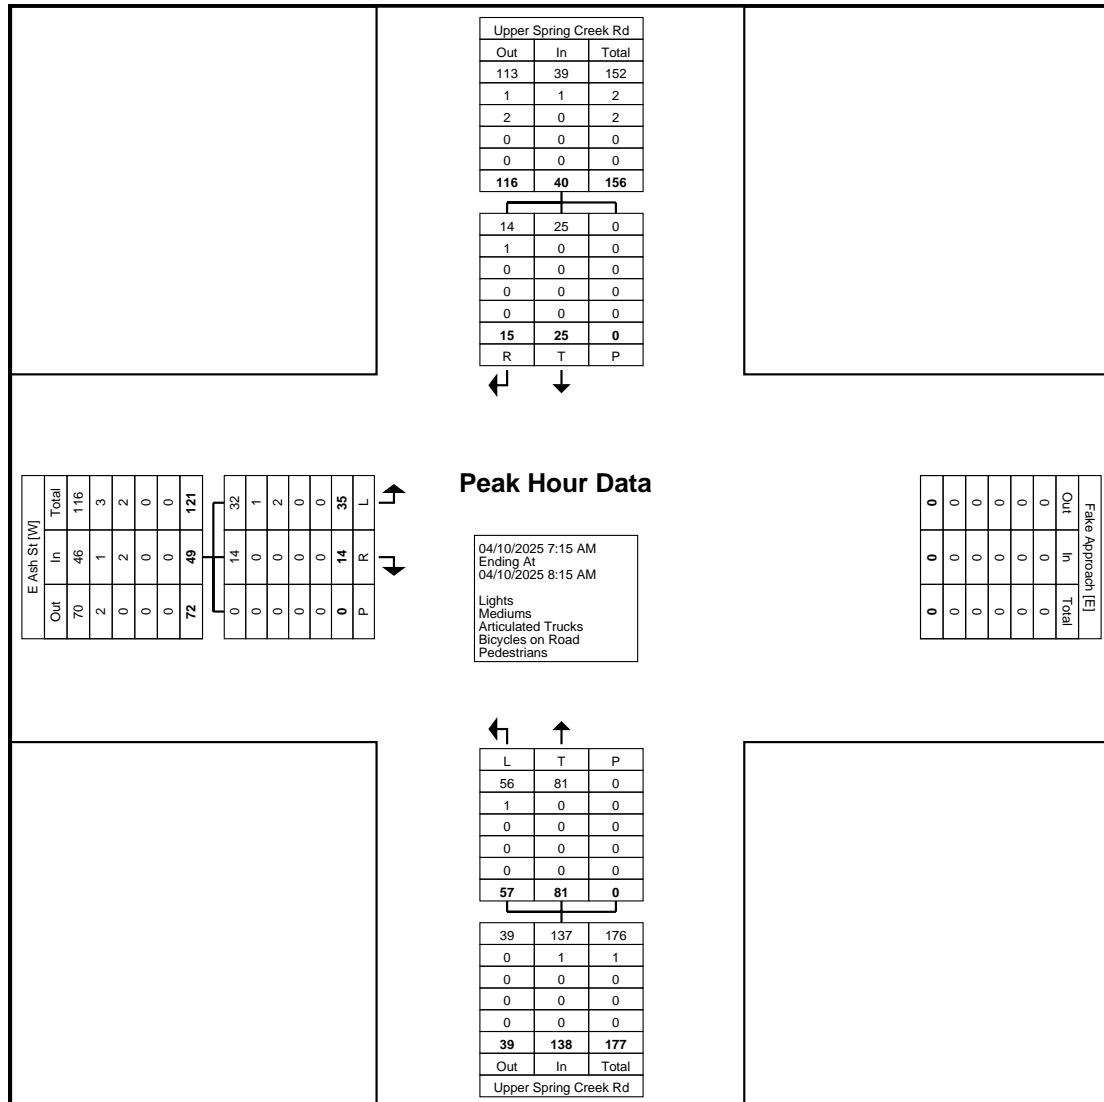 Upper Spring Creek Rd
Out In Total
113 39 152
1 1 2
2 0 2
0 0 0
0 0 0
116 40 156
14 25 0
1 0 0
0 0 0
0 0 0
0 0 0
15 25 0
R T P
E Ash St [W]
Total In Out
116 46 70
3 1 2
2 2 0
0 0 0
0 0 0
121 49 72
32 14 0
1 0 0
2 0 0
0 0 0
0 0 0
35 14 0
L R P
Peak Hour Data
04/10/2025 7:15 AM
Ending At
04/10/2025 8:15 AM
Lights
Mediums
Articulated Trucks
Bicycles on Road
Pedestrians
Fake Approach [E]
Out In Total
0 0 0
0 0 0
0 0 0
0 0 0
0 0 0
0 0 0
L T P
56 81 0
1 0 0
0 0 0
0 0 0
0 0 0
57 81 0
39 137 176
0 1 1
0 0 0
0 0 0
0 0 0
39 138 177
Out In Total
Upper Spring Creek Rd